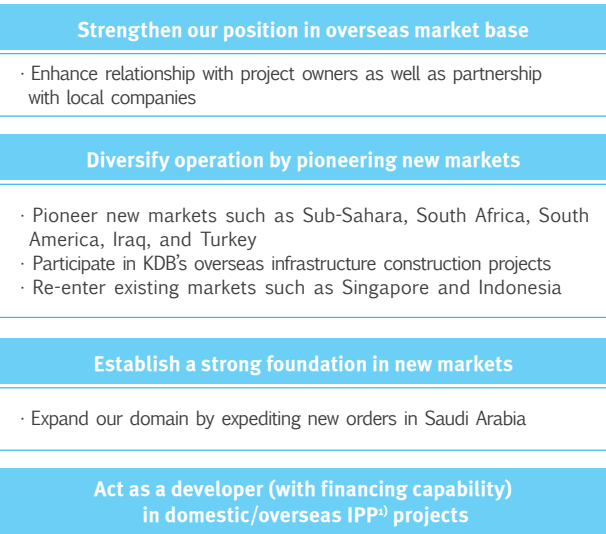 Strengthen our position in overseas market base
· Enhance relationship with project owners as well as partnership
with local companies
Diversify operation by pioneering new markets
· Pioneer new markets such as Sub-Sahara, South Africa, South
America, Iraq, and Turkey
· Participate in KDB's overseas infrastructure construction projects
· Re-enter existing markets such as Singapore and Indonesia
Establish a strong foundation in new markets
· Expand our domain by expediting new orders in Saudi Arabia
Act as a developer (with financing capability)
in domestic/overseas IPP¹⁾ projects